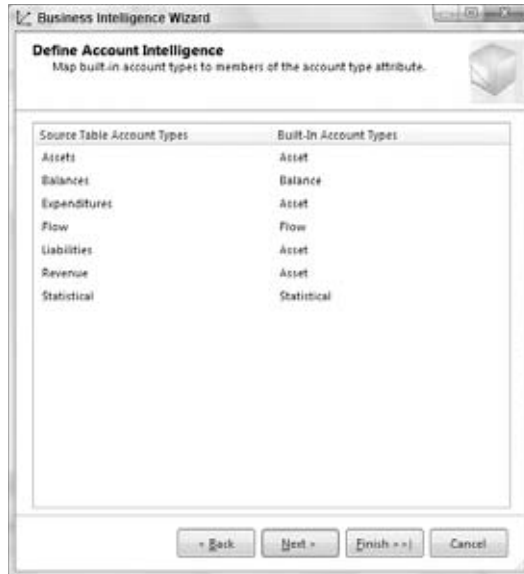 Business Intelligence Wizard
Define Account Intelligence
Map built-in account types to members of the account type attribute.
Source Table Account Types Built-In Account Types
Assets Asset
Balances Balance
Expenditures Asset
Flow Flow
Liabilities Asset
Revenue Asset
Statistical Statistical
< Back Next > Finish >>| Cancel